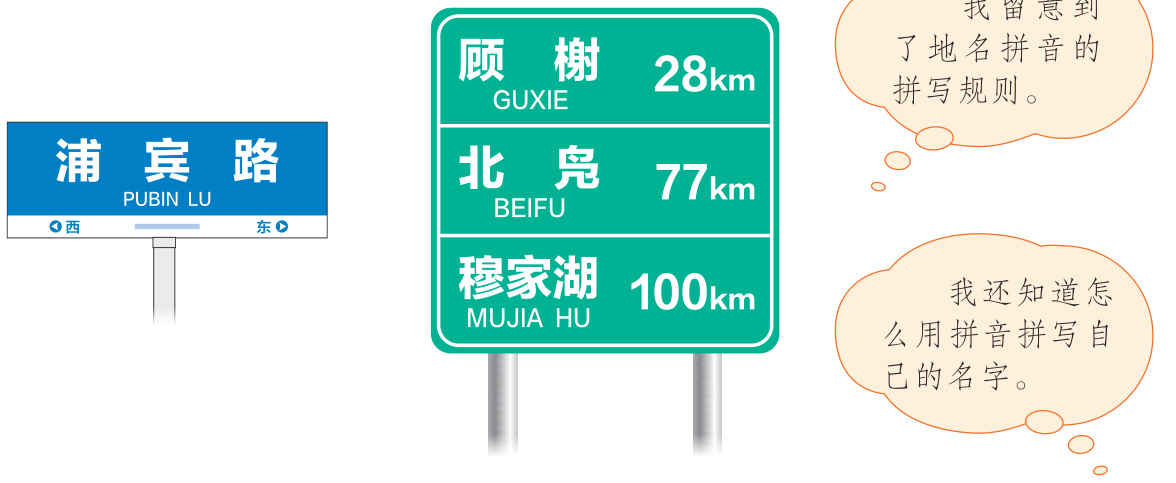 浦宾路
PUBIN LU
西 东
顾榭 28km
GUXIE
北凫 77km
BEIFU
穆家湖 100km
MUJIA HU
我留意到
了地名拼音的
拼写规则。
我还知道怎
么用拼音拼写自
己的名字。